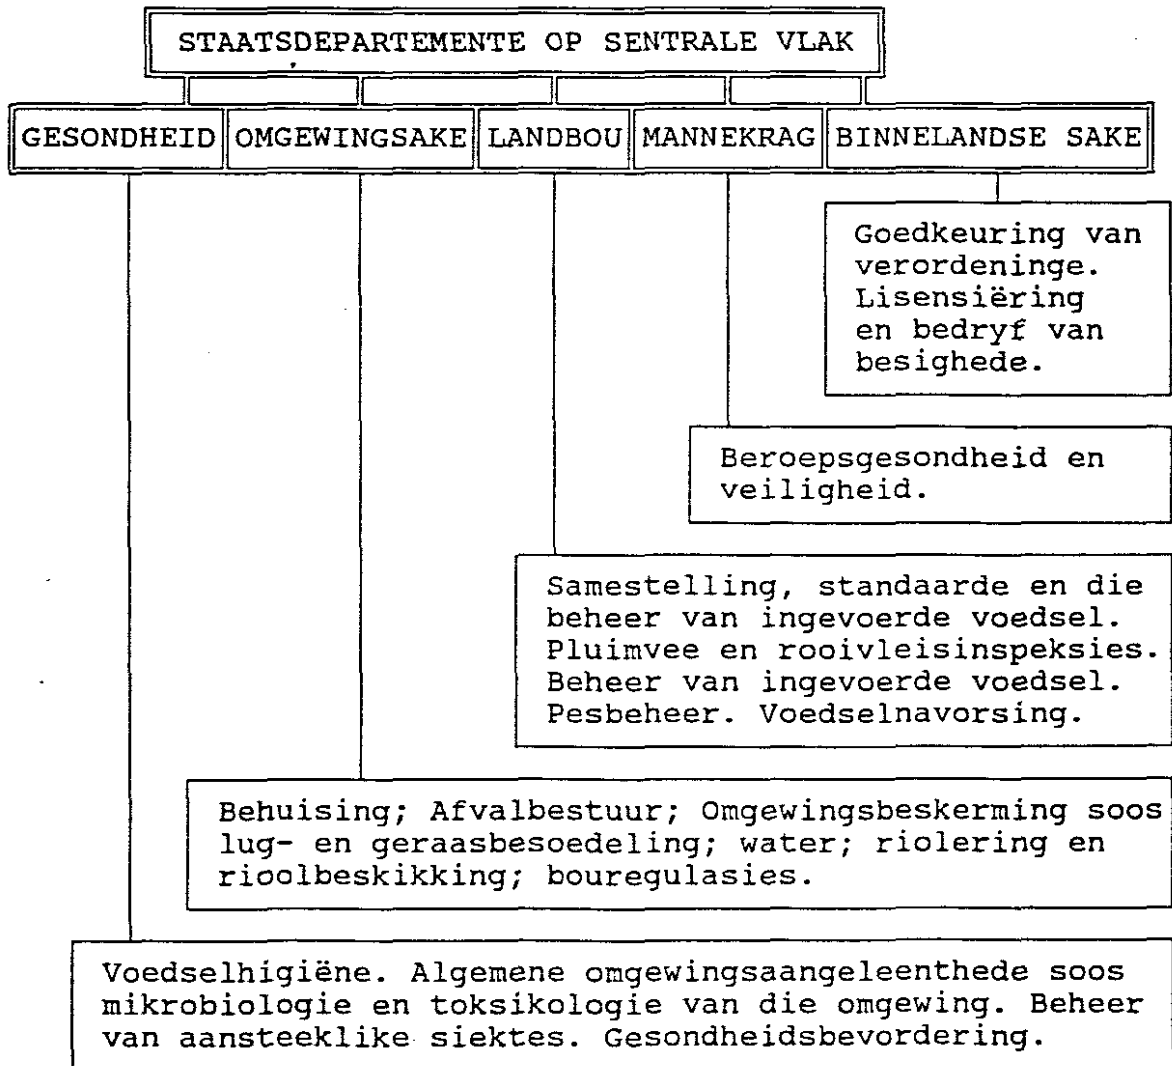 STAATSDEPARTEMENTE OP SENTRALE VLAK
GESONDHEID OMGEWINGSAKE LANDBOU MANNEKRAG BINNELANDSE SAKE
Goedkeuring van
verordeninge.
Lisensiëring
en bedryf van
besighede.
Beroepsgesondheid en
veiligheid.
Samestelling, standaarde en die
beheer van ingevoerde voedsel.
Pluimvee en rooivleisinspeksies.
Beheer van ingevoerde voedsel.
Pesbeheer. Voedselnavorsing.
Behuising; Afvalbestuur; Omgewingsbeskerming soos
lug- en geraasbesoedeling; water; riolering en
rioolbeskikking; bouregulasies.
Voedselhigiëne. Algemene omgewingsaangeleenthede soos
mikrobiologie en toksikologie van die omgewing. Beheer
van aansteeklike siektes. Gesondheidsbevordering.